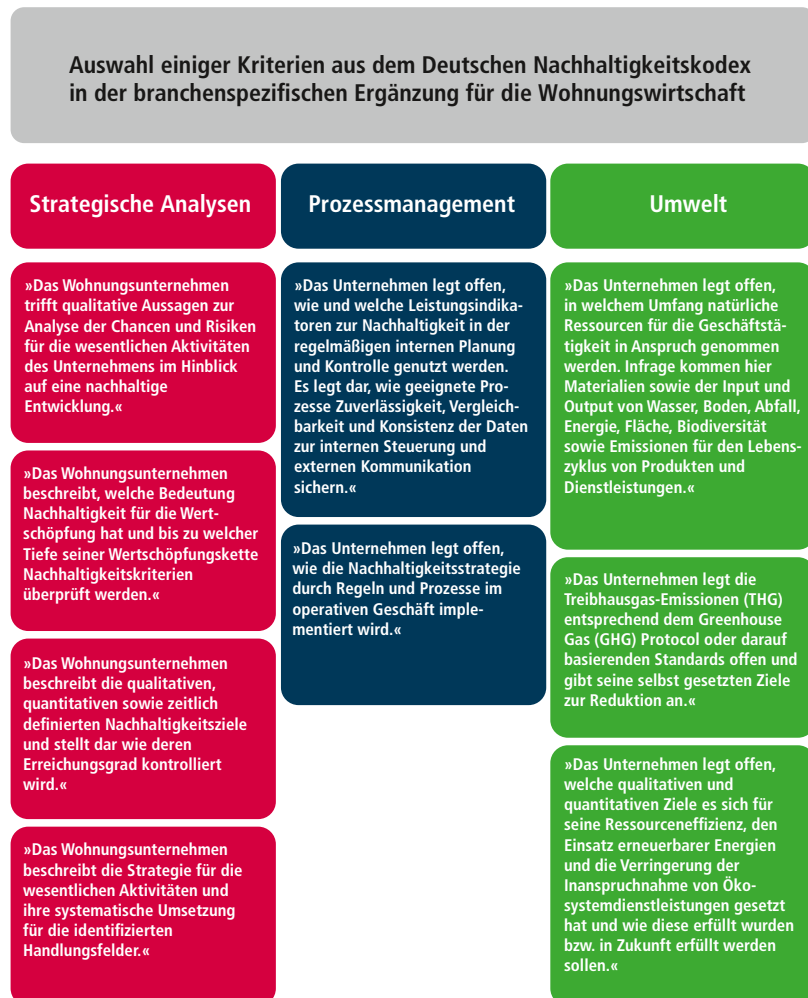 Auswahl einiger Kriterien aus dem Deutschen Nachhaltigkeitskodex
in der branchenspezifischen Ergänzung für die Wohnungswirtschaft
Strategische Analysen
»Das Wohnungsunternehmen
trifft qualitative Aussagen zur
Analyse der Chancen und Risiken
für die wesentlichen Aktivitäten
des Unternehmens im Hinblick
auf eine nachhaltige
Entwicklung.«
»Das Wohnungsunternehmen
beschreibt, welche Bedeutung
Nachhaltigkeit für die Wert-
schöpfung hat und bis zu welcher
Tiefe seiner Wertschöpfungskette
Nachhaltigkeitskriterien
überprüft werden.«
»Das Wohnungsunternehmen
beschreibt die qualitativen,
quantitativen sowie zeitlich
definierten Nachhaltigkeitsziele
und stellt dar wie deren
Erreichungsgrad kontrolliert
wird.«
»Das Wohnungsunternehmen
beschreibt die Strategie für die
wesentlichen Aktivitäten und
ihre systematische Umsetzung
für die identifizierten
Handlungsfelder.«
Prozessmanagement
»Das Unternehmen legt offen,
wie und welche Leistungsindika-
toren zur Nachhaltigkeit in der
regelmäßigen internen Planung
und Kontrolle genutzt werden.
Es legt dar, wie geeignete Pro-
zesse Zuverlässigkeit, Vergleich-
barkeit und Konsistenz der Daten
zur internen Steuerung und
externen Kommunikation
sichern.«
»Das Unternehmen legt offen,
wie die Nachhaltigkeitsstrategie
durch Regeln und Prozesse im
operativen Geschäft imple-
mentiert wird.«
Umwelt
»Das Unternehmen legt offen,
in welchem Umfang natürliche
Ressourcen für die Geschäftstä-
tigkeit in Anspruch genommen
werden. Infrage kommen hier
Materialien sowie der Input und
Output von Wasser, Boden, Abfall,
Energie, Fläche, Biodiversität
sowie Emissionen für den Lebens-
zyklus von Produkten und
Dienstleistungen.«
»Das Unternehmen legt die
Treibhausgas-Emissionen (THG)
entsprechend dem Greenhouse
Gas (GHG) Protocol oder darauf
basierenden Standards offen und
gibt seine selbst gesetzten Ziele
zur Reduktion an.«
»Das Unternehmen legt offen,
welche qualitativen und
quantitativen Ziele es sich für
seine Ressourceneffizienz, den
Einsatz erneuerbarer Energien
und die Verringerung der
Inanspruchnahme von Öko-
systemdienstleistungen gesetzt
hat und wie diese erfüllt wurden
bzw. in Zukunft erfüllt werden
sollen.«